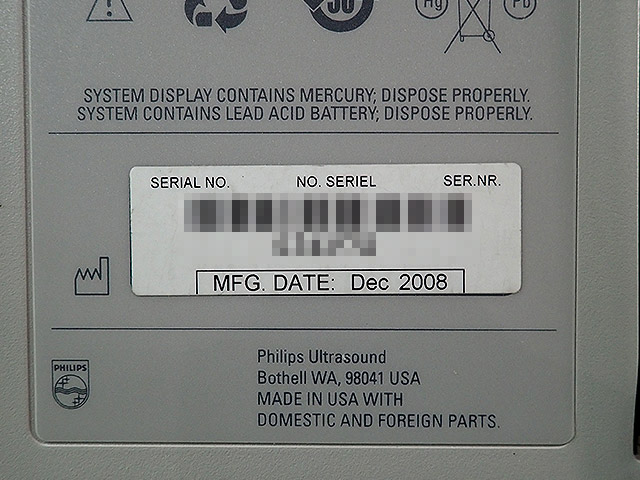 Hg
Pb
SYSTEM DISPLAY CONTAINS MERCURY; DISPOSE PROPERLY.
SYSTEM CONTAINS LEAD ACID BATTERY; DISPOSE PROPERLY.
SERIAL NO. NO. SERIEL SER.NR.
MFG. DATE: Dec 2008
PHILIPS
Philips Ultrasound
Bothell WA, 98041 USA
MADE IN USA WITH
DOMESTIC AND FOREIGN PARTS.